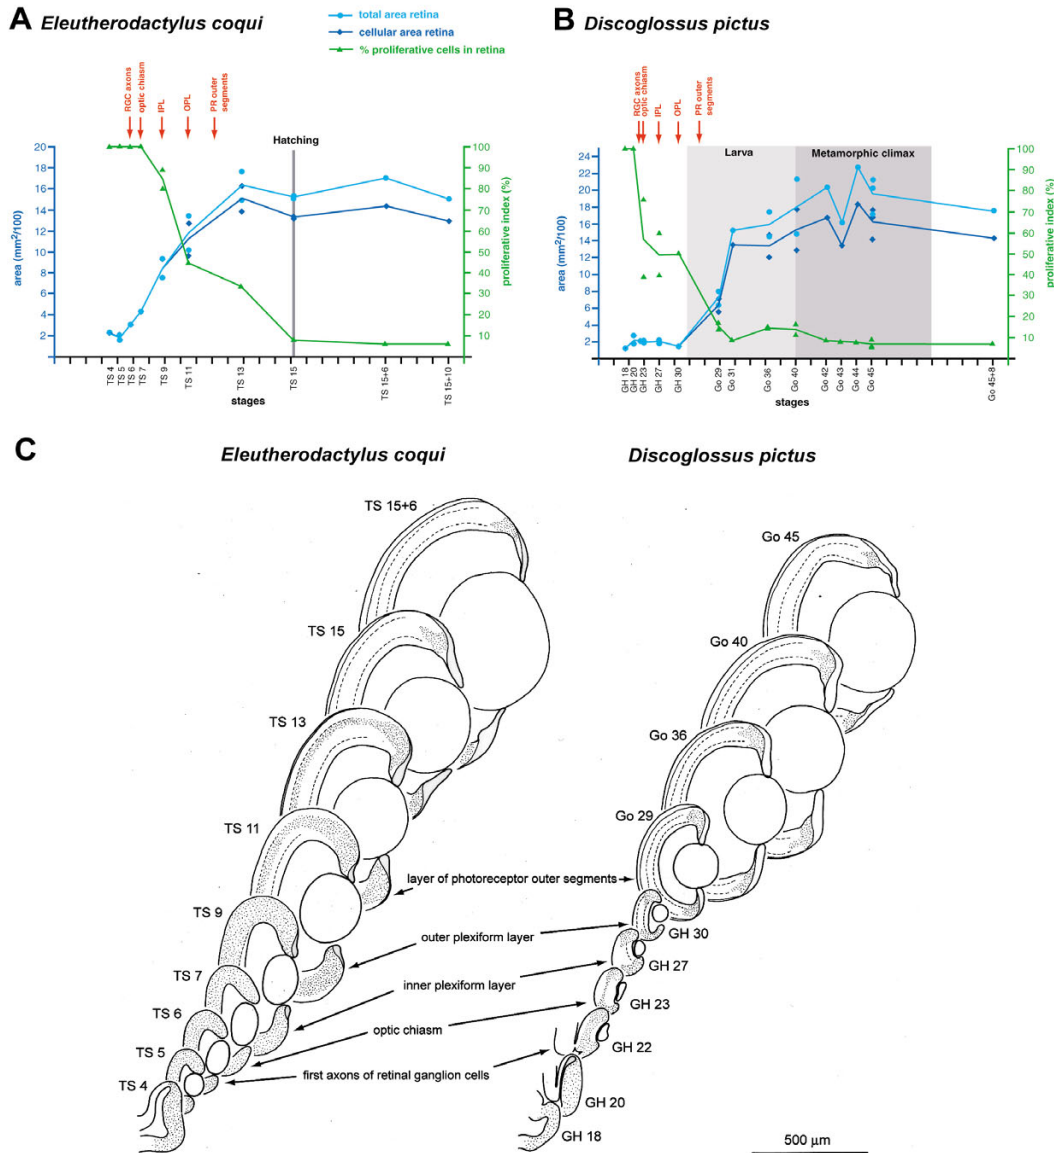 A Eleutherodactylus coqui
total area retina
cellular area retina
% proliferative cells in retina
RGC axons
optic chiasm
IPL
OPL
PR outer
segments
Hatching
area (mm²/100)
20
18
16
14
12
10
8
6
4
2
100
90
80
70
60
50
40
30
20
10
proliferative index (%)
TS 4
TS 5
TS 6
TS 7
TS 9
TS 11
TS 13
TS 15
TS 15+6
TS 15+10
stages
B Discoglossus pictus
RGC axons
optic chiasm
IPL
OPL
PR outer
segments
Larva
Metamorphic climax
area (mm²/100)
24
22
20
18
16
14
12
10
8
6
4
2
100
90
80
70
60
50
40
30
20
10
proliferative index (%)
GH 18
GH 20
GH 23
GH 27
GH 30
Go 29
Go 31
Go 36
Go 40
Go 42
Go 43
Go 44
Go 45
Go 45+8
stages
C
Eleutherodactylus coqui
Discoglossus pictus
TS 15+6
TS 15
TS 13
TS 11
TS 9
TS 7
TS 6
TS 5
TS 4
layer of photoreceptor outer segments
outer plexiform layer
inner plexiform layer
optic chiasm
first axons of retinal ganglion cells
Go 45
Go 40
Go 36
Go 29
GH 30
GH 27
GH 23
GH 22
GH 20
GH 18
500 µm